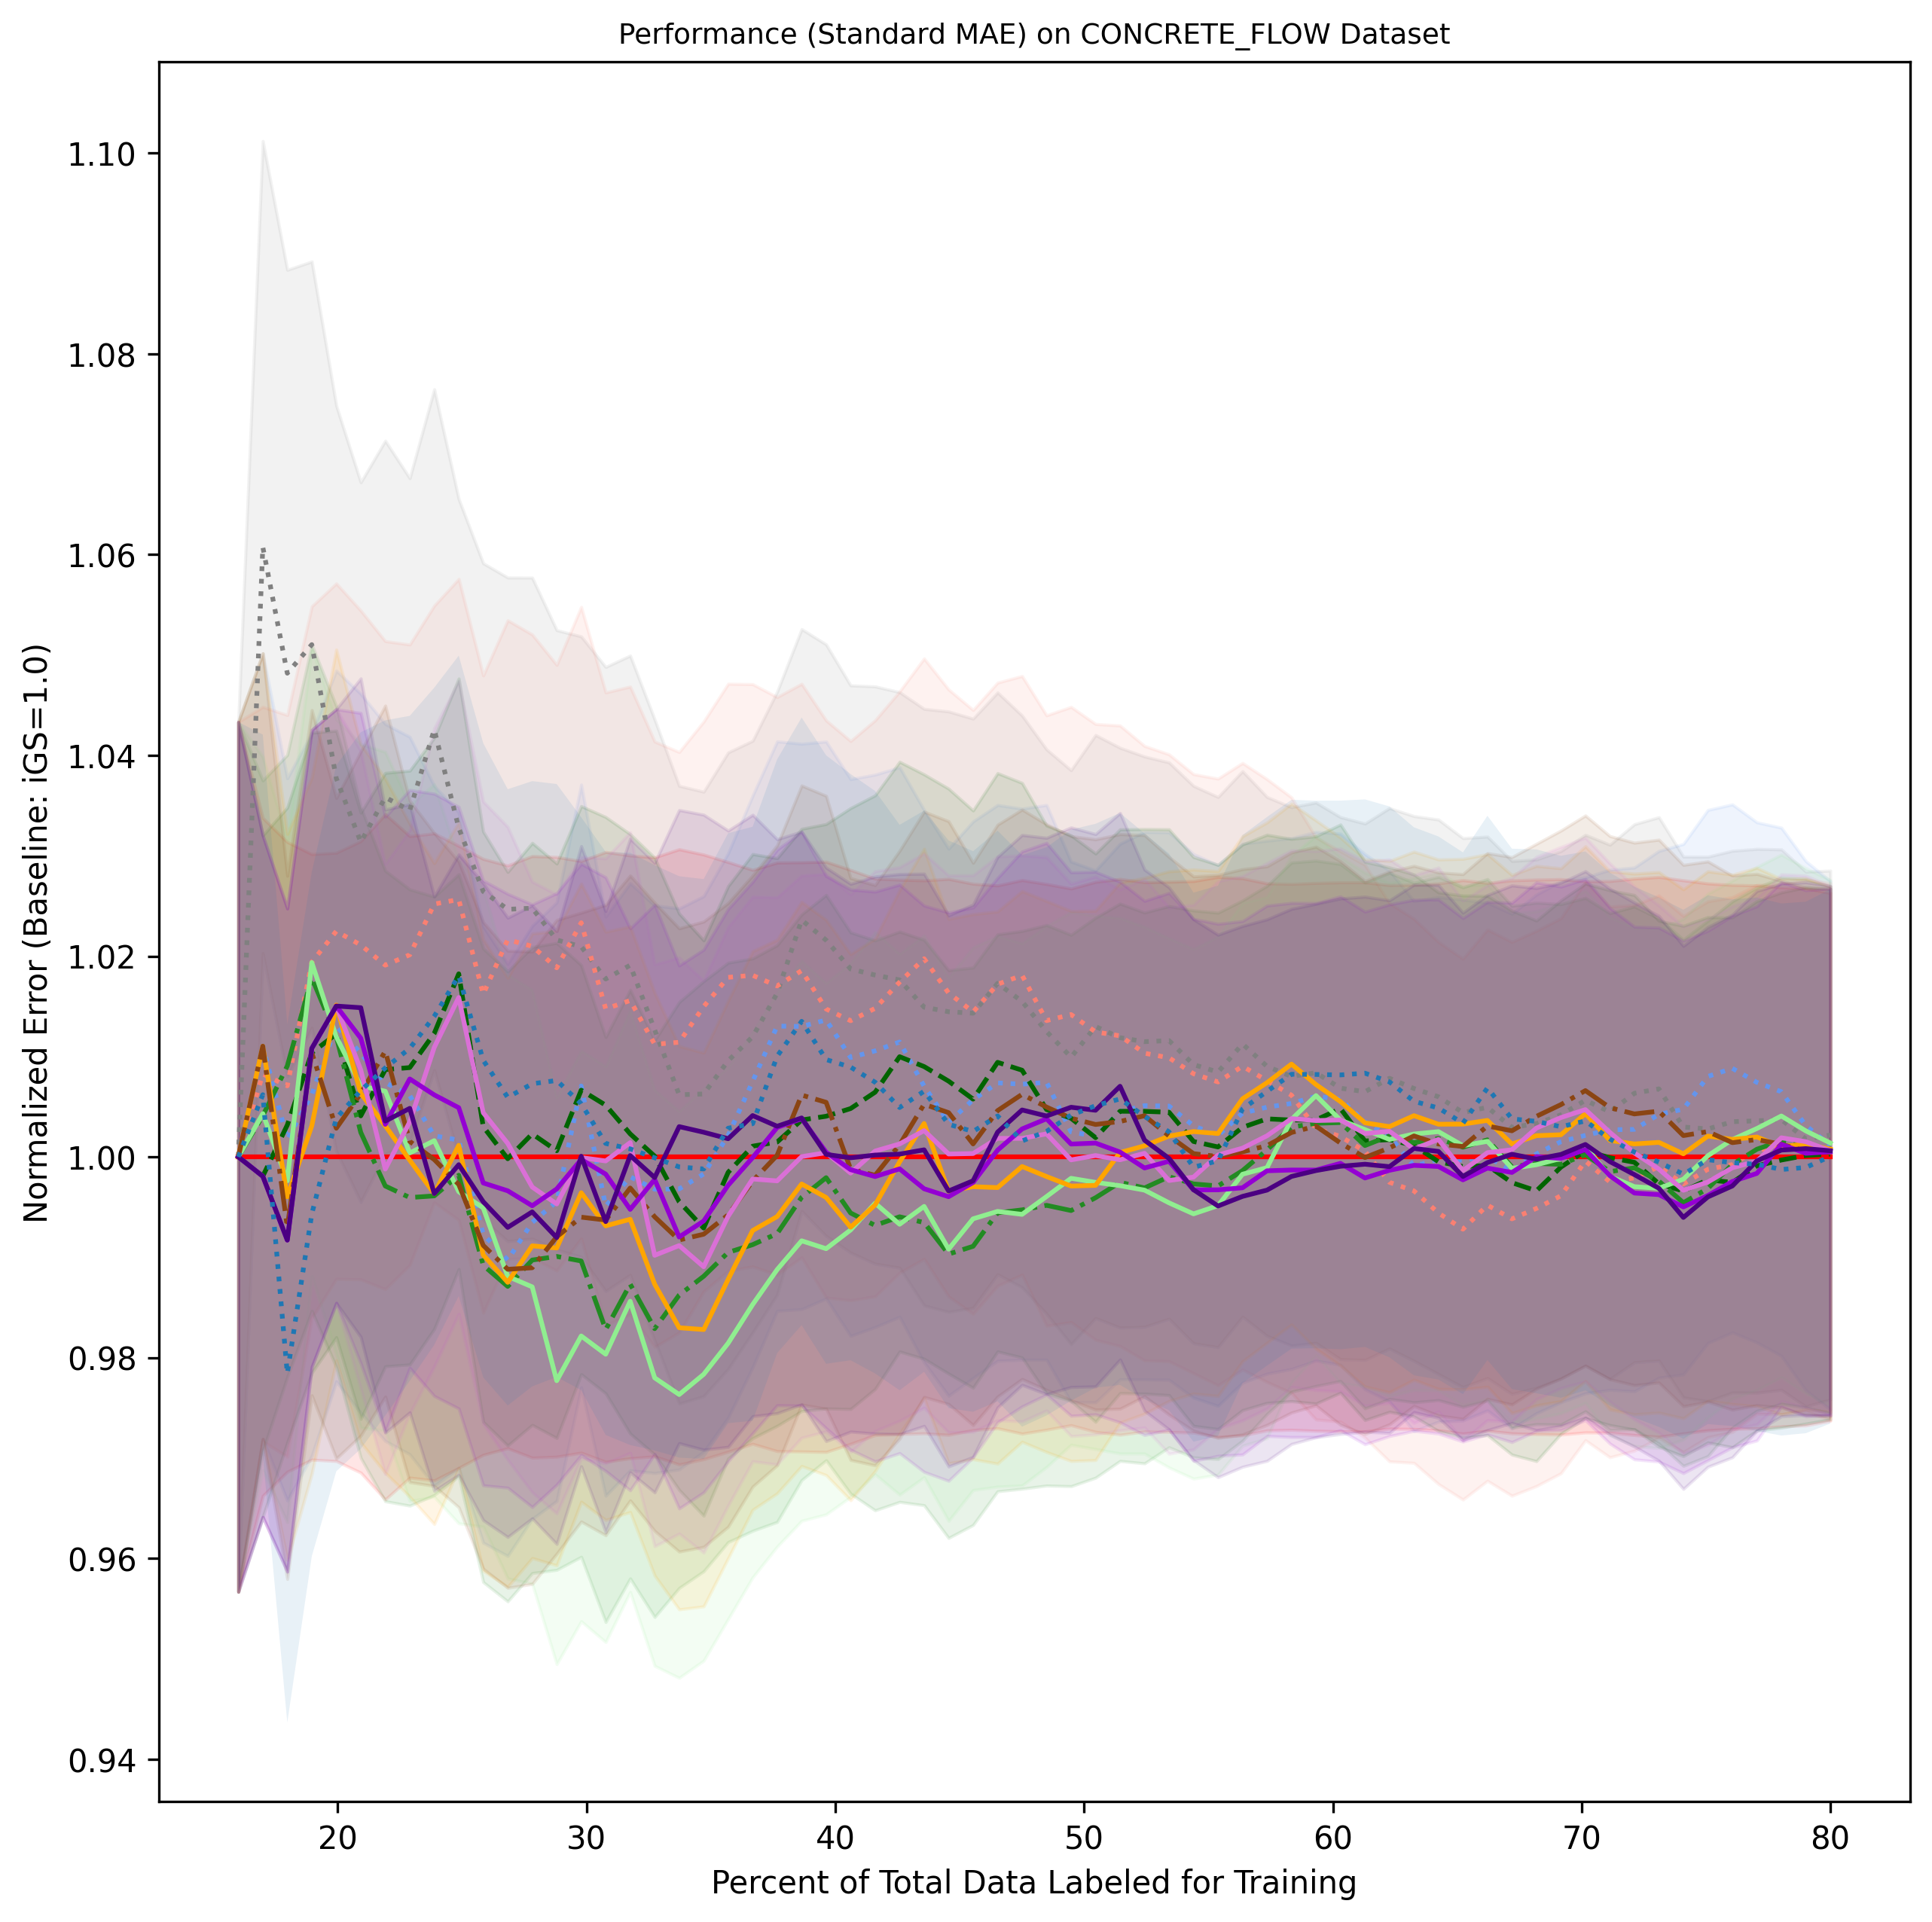 Performance (Standard MAE) on CONCRETE_FLOW Dataset
Normalized Error (Baseline: iGS=1.0)
1.10
1.08
1.06
1.04
1.02
1.00
0.98
0.96
0.94
20 30 40 50 60 70 80
Percent of Total Data Labeled for Training